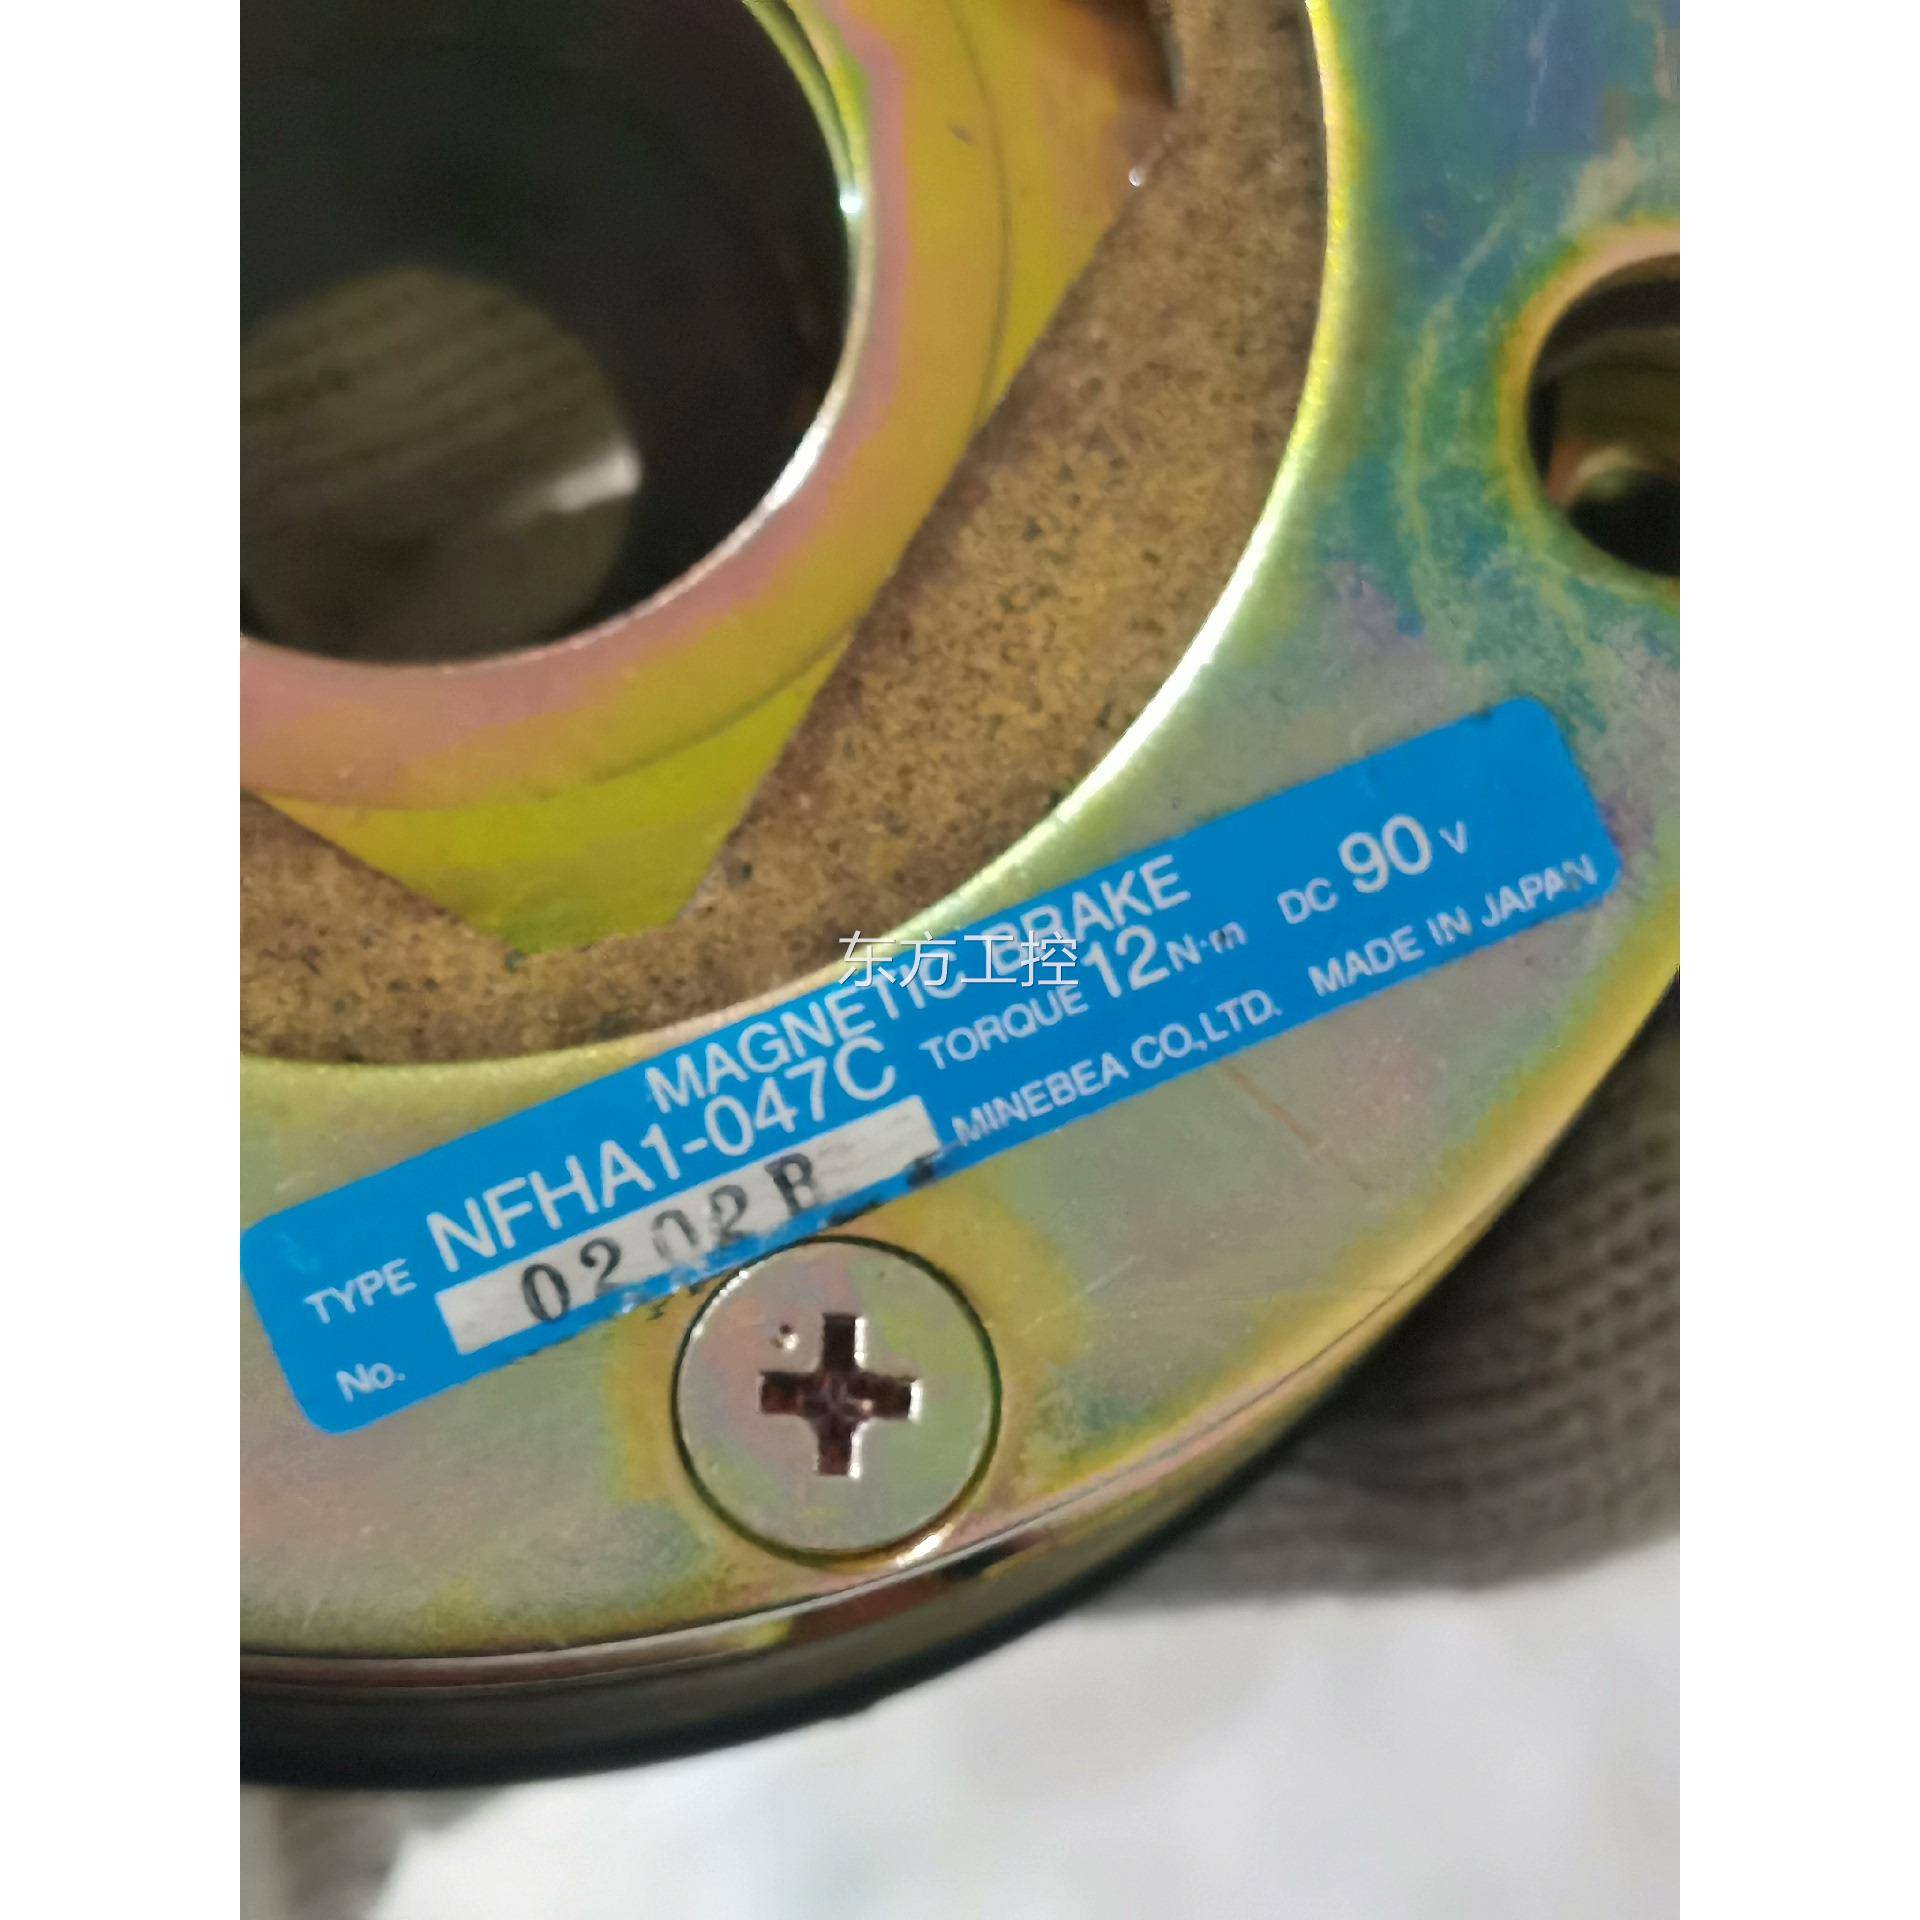 MAGNETIC BRAKE
TYPE NFHA1-047C TORQUE 12 N·m DC 90 V
No. 0202B MINEBEA CO.,LTD. MADE IN JAPAN
东方工控